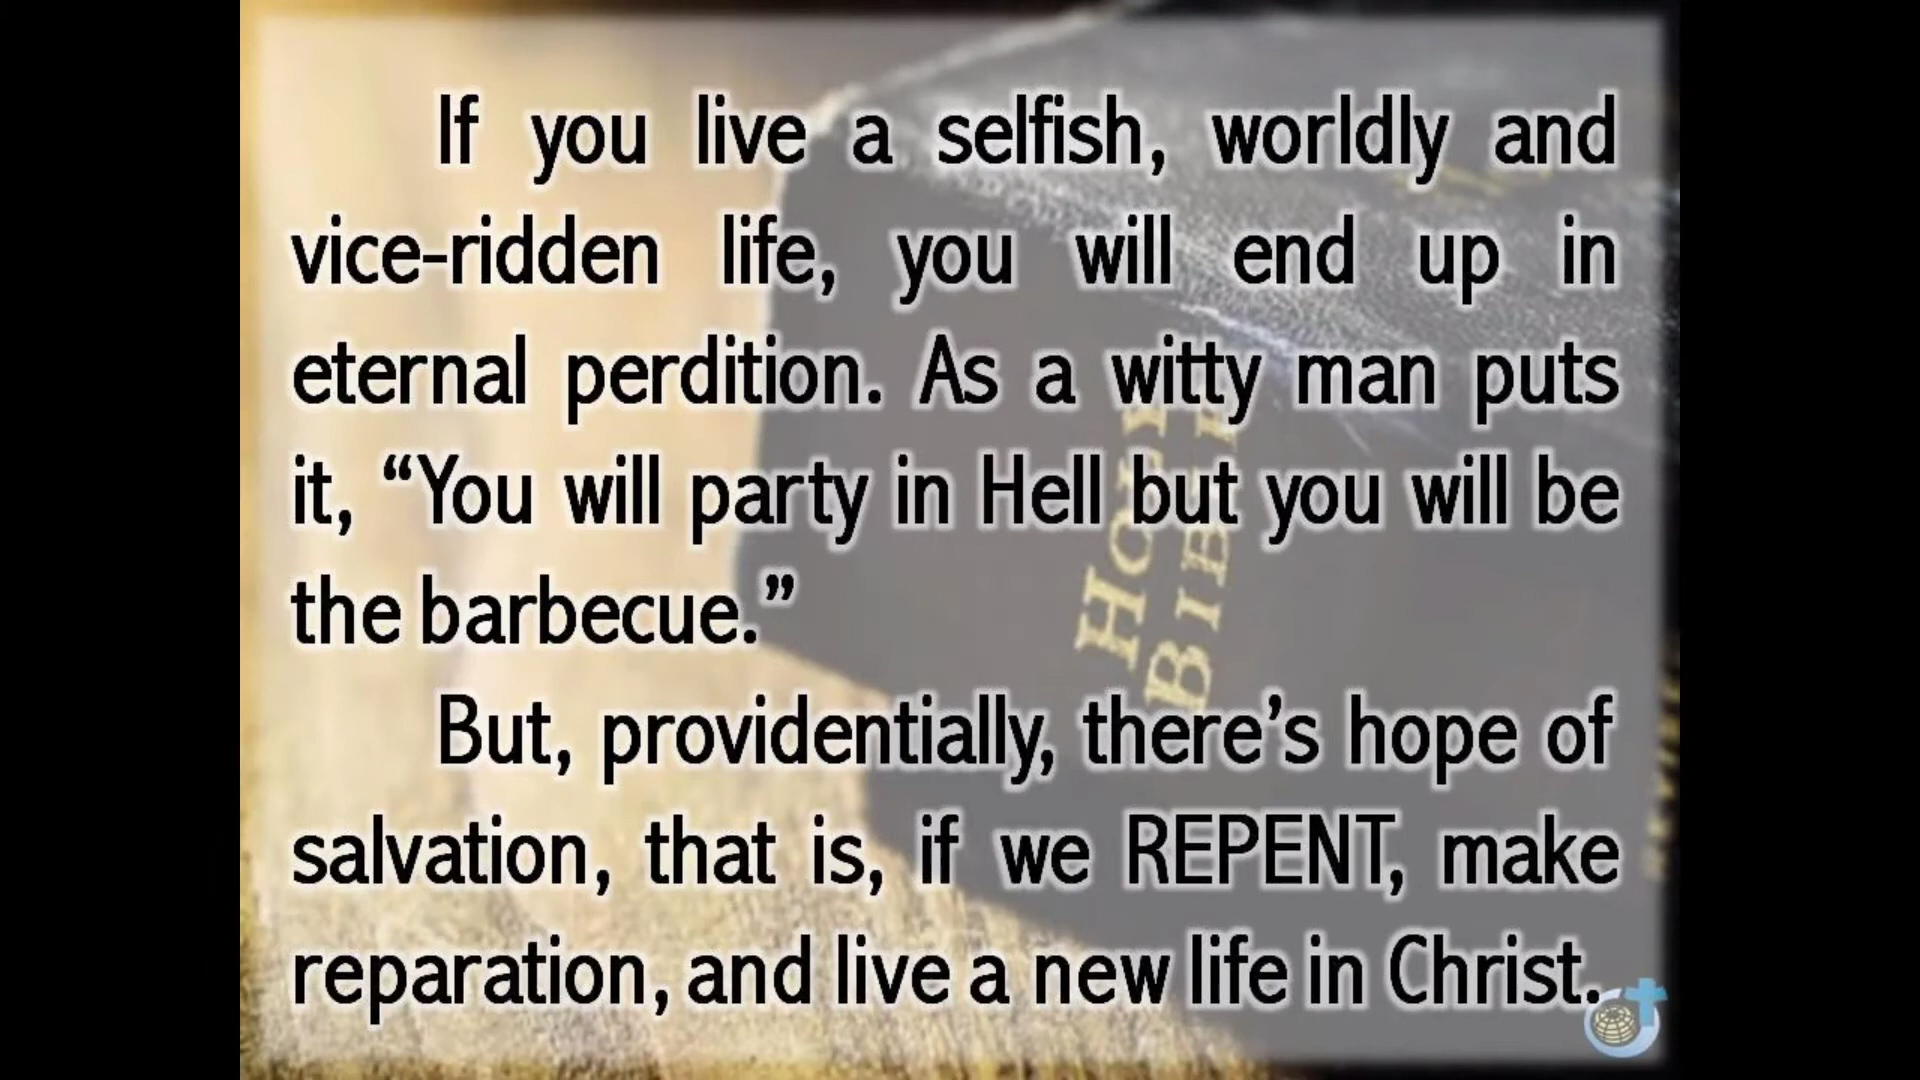 If you live a selfish, worldly and
vice-ridden life, you will end up in
eternal perdition. As a witty man puts
it, “You will party in Hell but you will be
the barbecue.”
But, providentially, there’s hope of
salvation, that is, if we REPENT, make
reparation, and live a new life in Christ.
HOLY
BIBLE